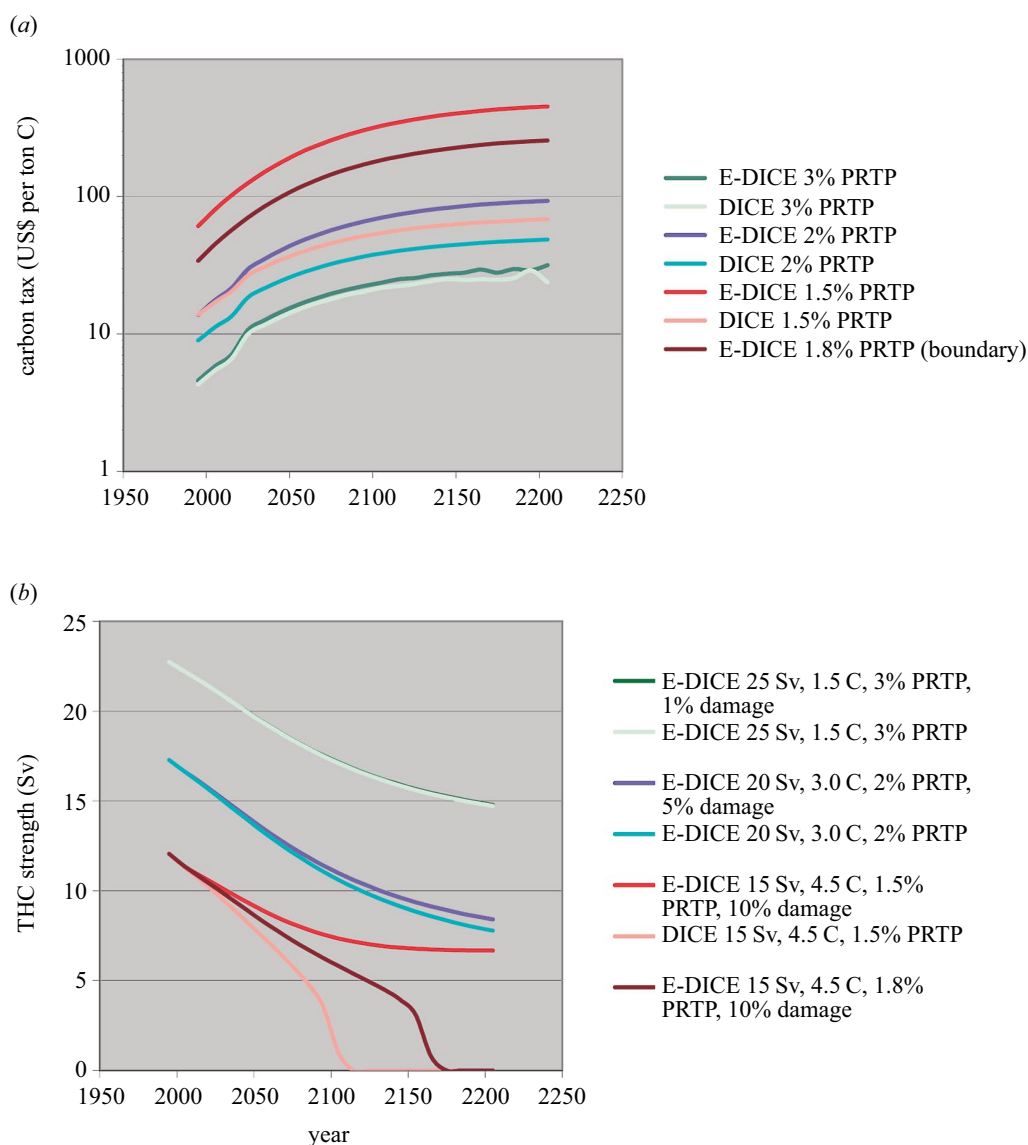 (a)
1000
100
10
1
carbon tax (US$ per ton C)
1950 2000 2050 2100 2150 2200 2250
E-DICE 3% PRTP
DICE 3% PRTP
E-DICE 2% PRTP
DICE 2% PRTP
E-DICE 1.5% PRTP
DICE 1.5% PRTP
E-DICE 1.8% PRTP (boundary)
(b)
25
20
15
10
5
0
THC strength (Sv)
1950 2000 2050 2100 2150 2200 2250
year
E-DICE 25 Sv, 1.5 C, 3% PRTP,
1% damage
E-DICE 25 Sv, 1.5 C, 3% PRTP
E-DICE 20 Sv, 3.0 C, 2% PRTP,
5% damage
E-DICE 20 Sv, 3.0 C, 2% PRTP
E-DICE 15 Sv, 4.5 C, 1.5%
PRTP, 10% damage
DICE 15 Sv, 4.5 C, 1.5% PRTP
E-DICE 15 Sv, 4.5 C, 1.8%
PRTP, 10% damage